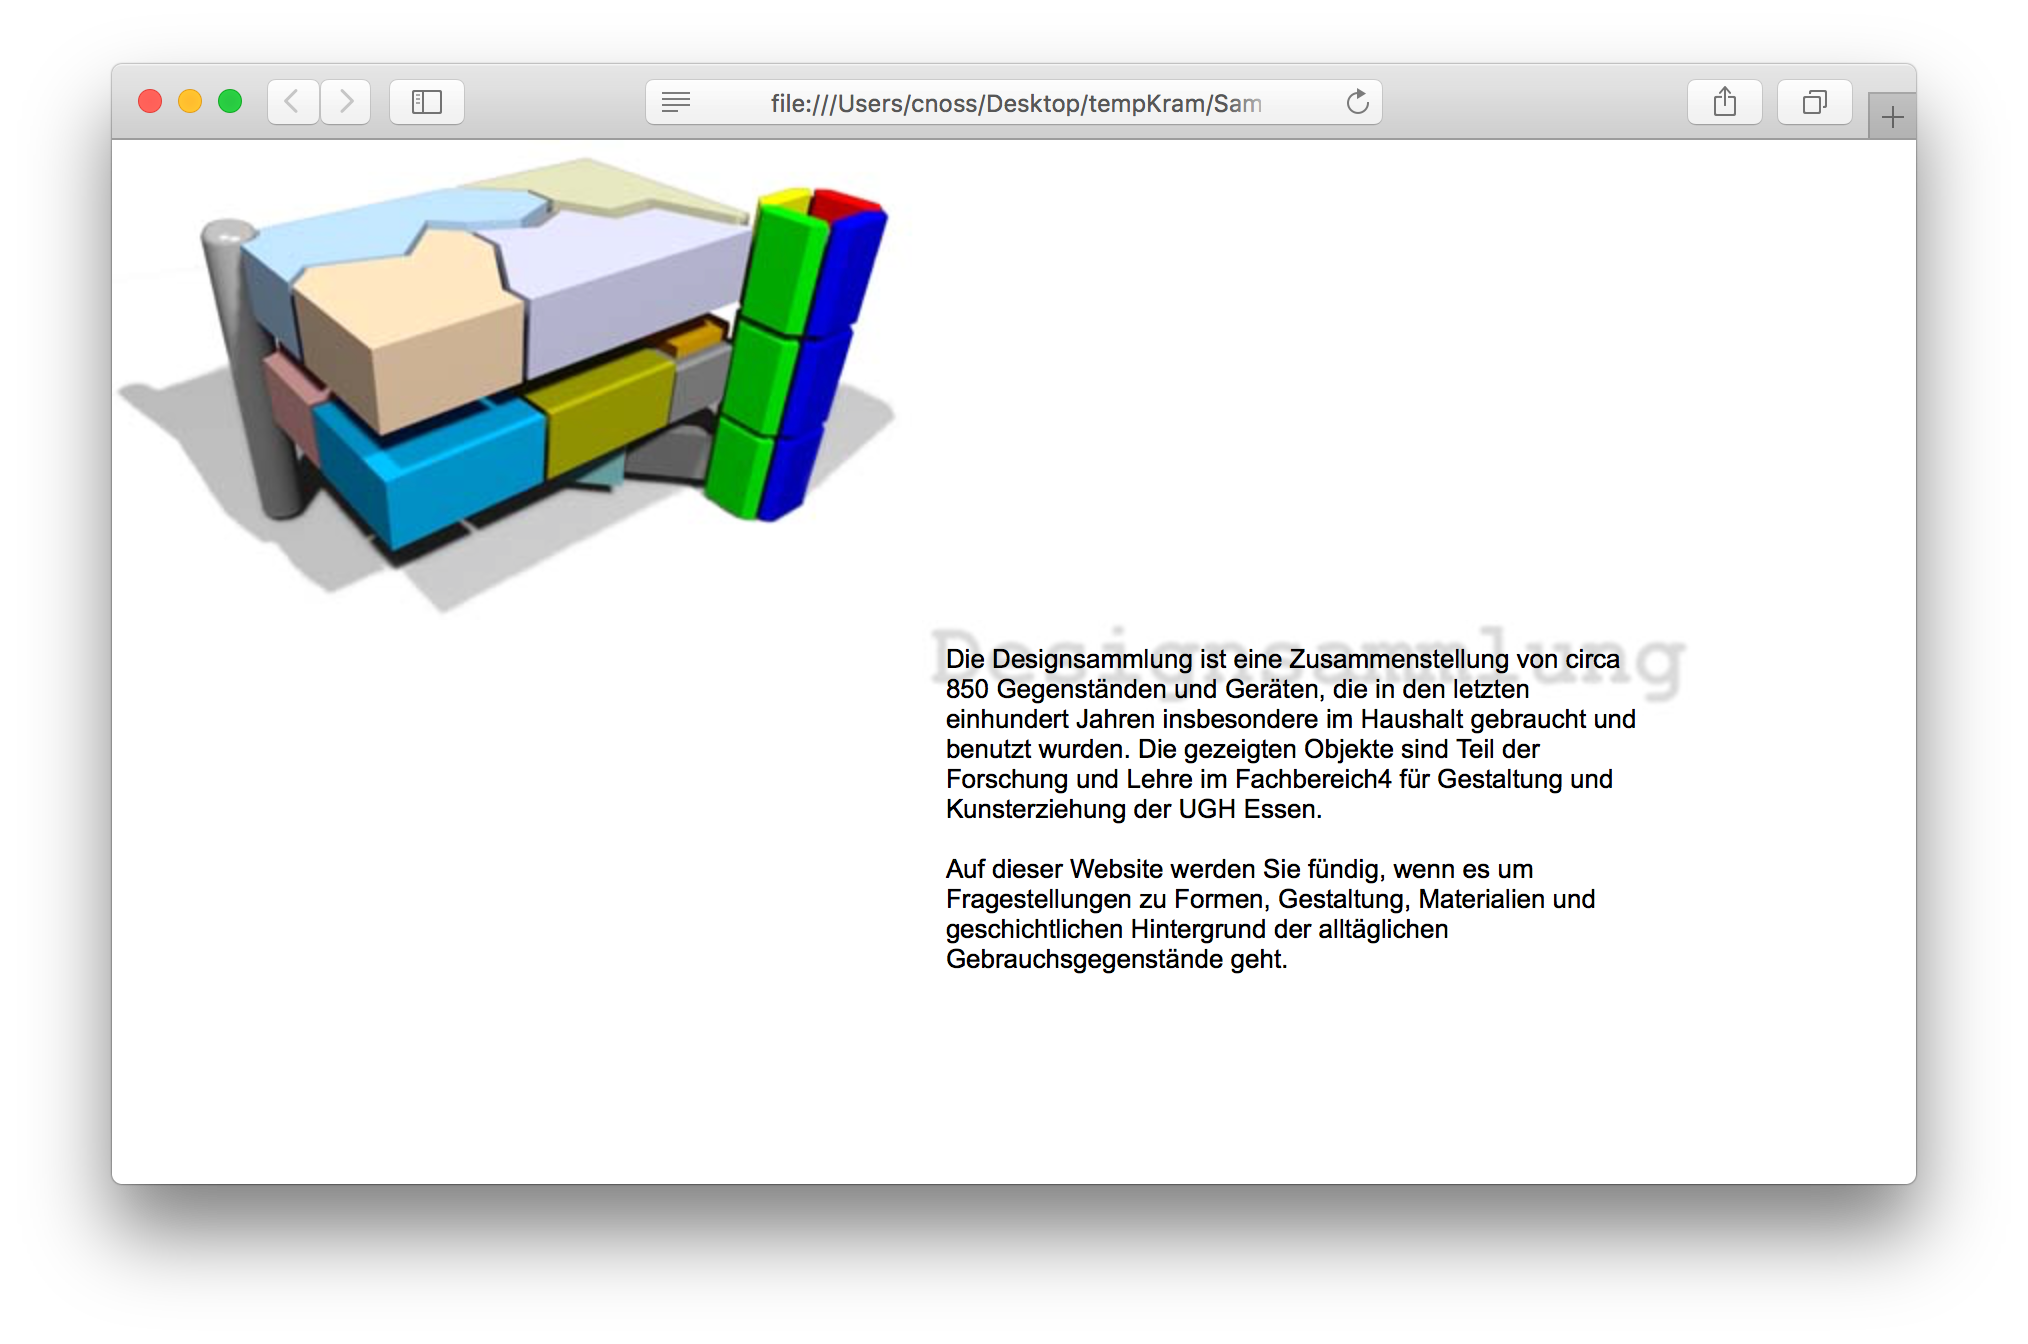 file:///Users/cnoss/Desktop/tempKram/Sam
Designsammlung
Die Designsammlung ist eine Zusammenstellung von circa
850 Gegenständen und Geräten, die in den letzten
einhundert Jahren insbesondere im Haushalt gebraucht und
benutzt wurden. Die gezeigten Objekte sind Teil der
Forschung und Lehre im Fachbereich4 für Gestaltung und
Kunsterziehung der UGH Essen.
Auf dieser Website werden Sie fündig, wenn es um
Fragestellungen zu Formen, Gestaltung, Materialien und
geschichtlichen Hintergrund der alltäglichen
Gebrauchsgegenstände geht.